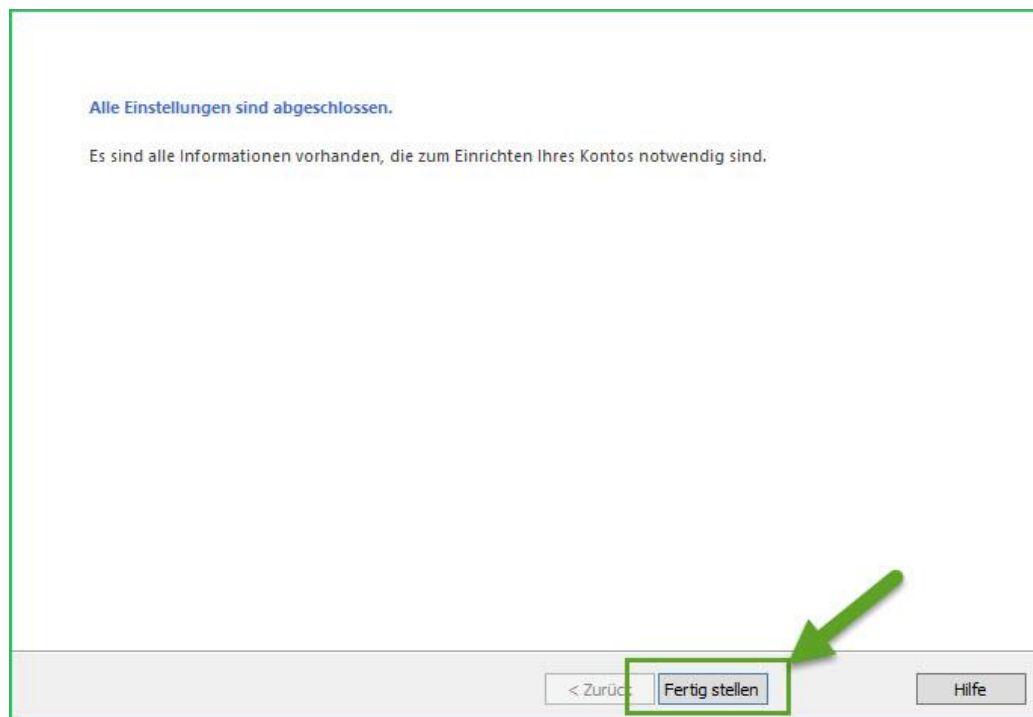 Alle Einstellungen sind abgeschlossen.
Es sind alle Informationen vorhanden, die zum Einrichten Ihres Kontos notwendig sind.
< Zurück Fertig stellen Hilfe